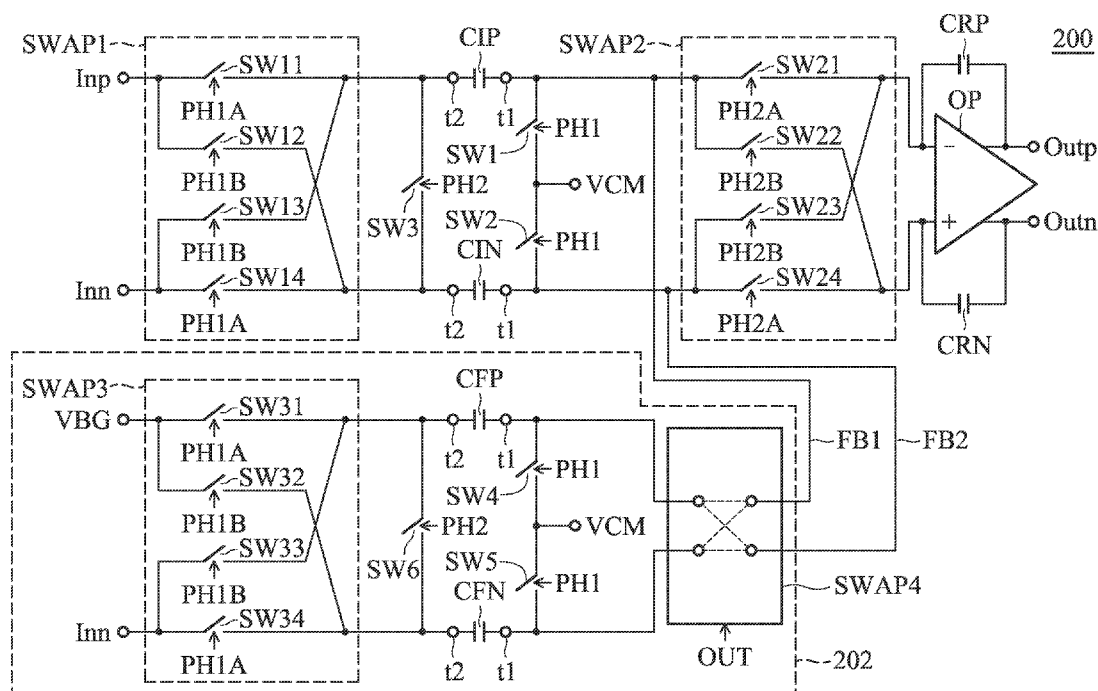 SWAP1
CIP
SWAP2
CRP
200
Inp
SW11
SW21
OP
PH1A
t2
t1
PH1
PH2A
SW12
SW1
SW22
Outp
PH1B
PH2
VCM
PH2B
SW13
SW3
SW2
SW23
Outn
PH1B
CIN
PH1
PH2B
Inn
SW14
SW24
PH1A
t2
t1
PH2A
CRN
SWAP3
CFP
VBG
SW31
FB1
FB2
PH1A
t2
t1
PH1
SW32
SW4
PH1B
PH2
VCM
SW33
SW6
SW5
PH1B
CFN
PH1
SWAP4
Inn
SW34
PH1A
t2
t1
OUT
202